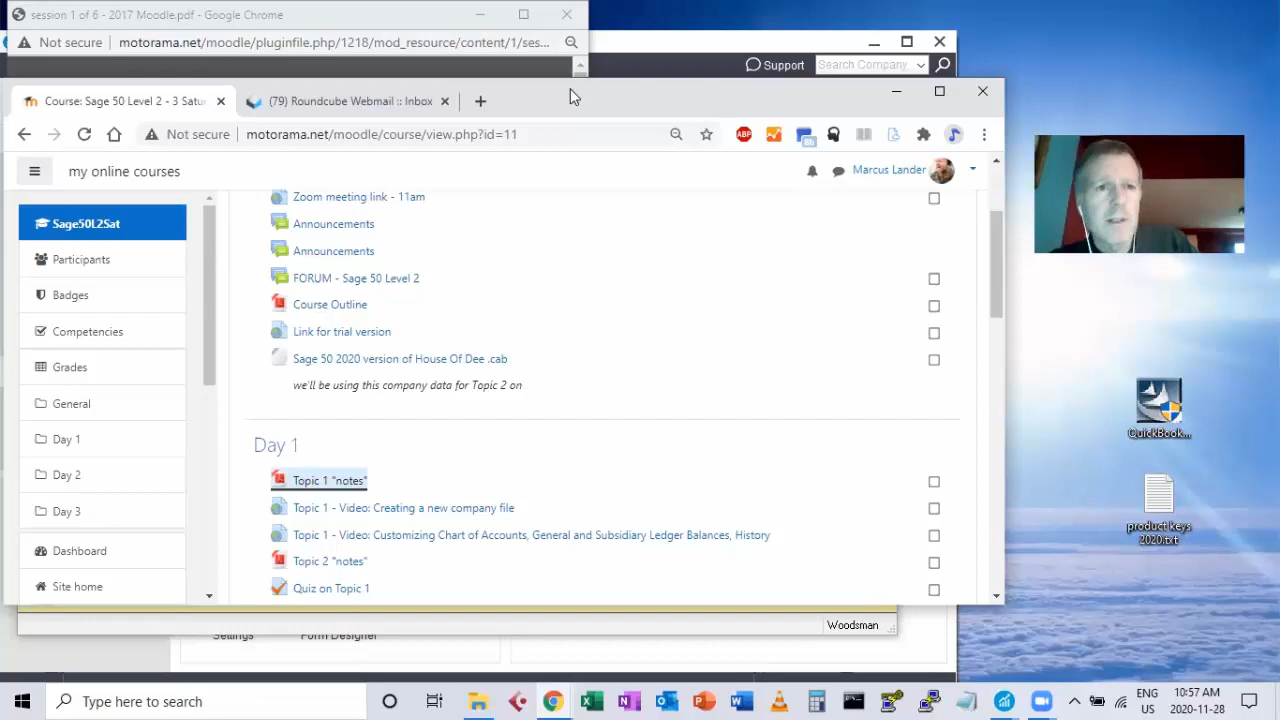 session 1 of 6 - 2017 Moodle.pdf - Google Chrome
Not secure motorama.net/moodle/pluginfile.php/1218/mod_resource/content/1/ses...
Support Search Company...
Course: Sage 50 Level 2 - 3 Satu
(79) Roundcube Webmail :: Inbox
Not secure motorama.net/moodle/course/view.php?id=11
ABP
my online courses
Marcus Lander
Sage50L2Sat
Participants
Badges
Competencies
Grades
General
Day 1
Day 2
Day 3
Dashboard
Site home
Zoom meeting link - 11am
Announcements
Announcements
FORUM - Sage 50 Level 2
Course Outline
Link for trial version
Sage 50 2020 version of House Of Dee .cab
we'll be using this company data for Topic 2 on
Day 1
Topic 1 "notes"
Topic 1 - Video: Creating a new company file
Topic 1 - Video: Customizing Chart of Accounts, General and Subsidiary Ledger Balances, History
Topic 2 "notes"
Quiz on Topic 1
Woodsman
Settings Form Designer
QuickBook...
product keys
2020.txt
Type here to search
ENG
US
10:57 AM
2020-11-28